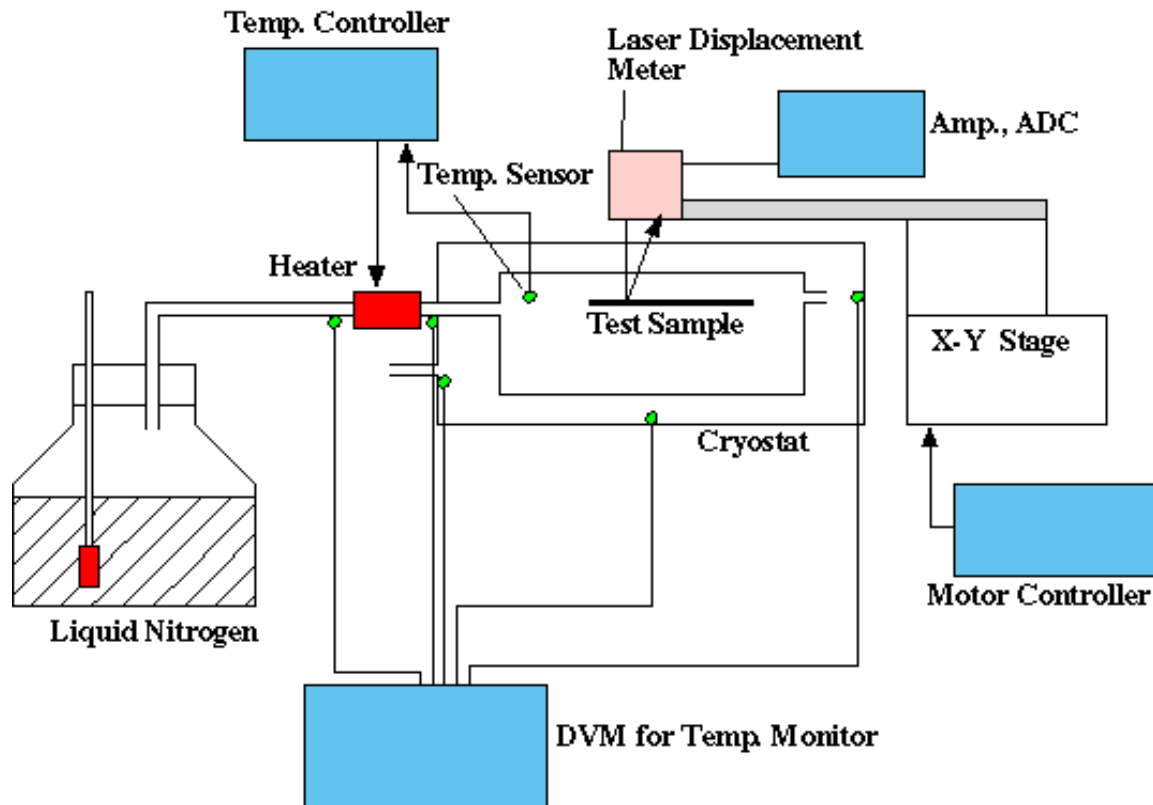 Temp. Controller
Laser Displacement
Meter
Amp., ADC
Temp. Sensor
Heater
Test Sample
X-Y Stage
Cryostat
Motor Controller
Liquid Nitrogen
DVM for Temp. Monitor